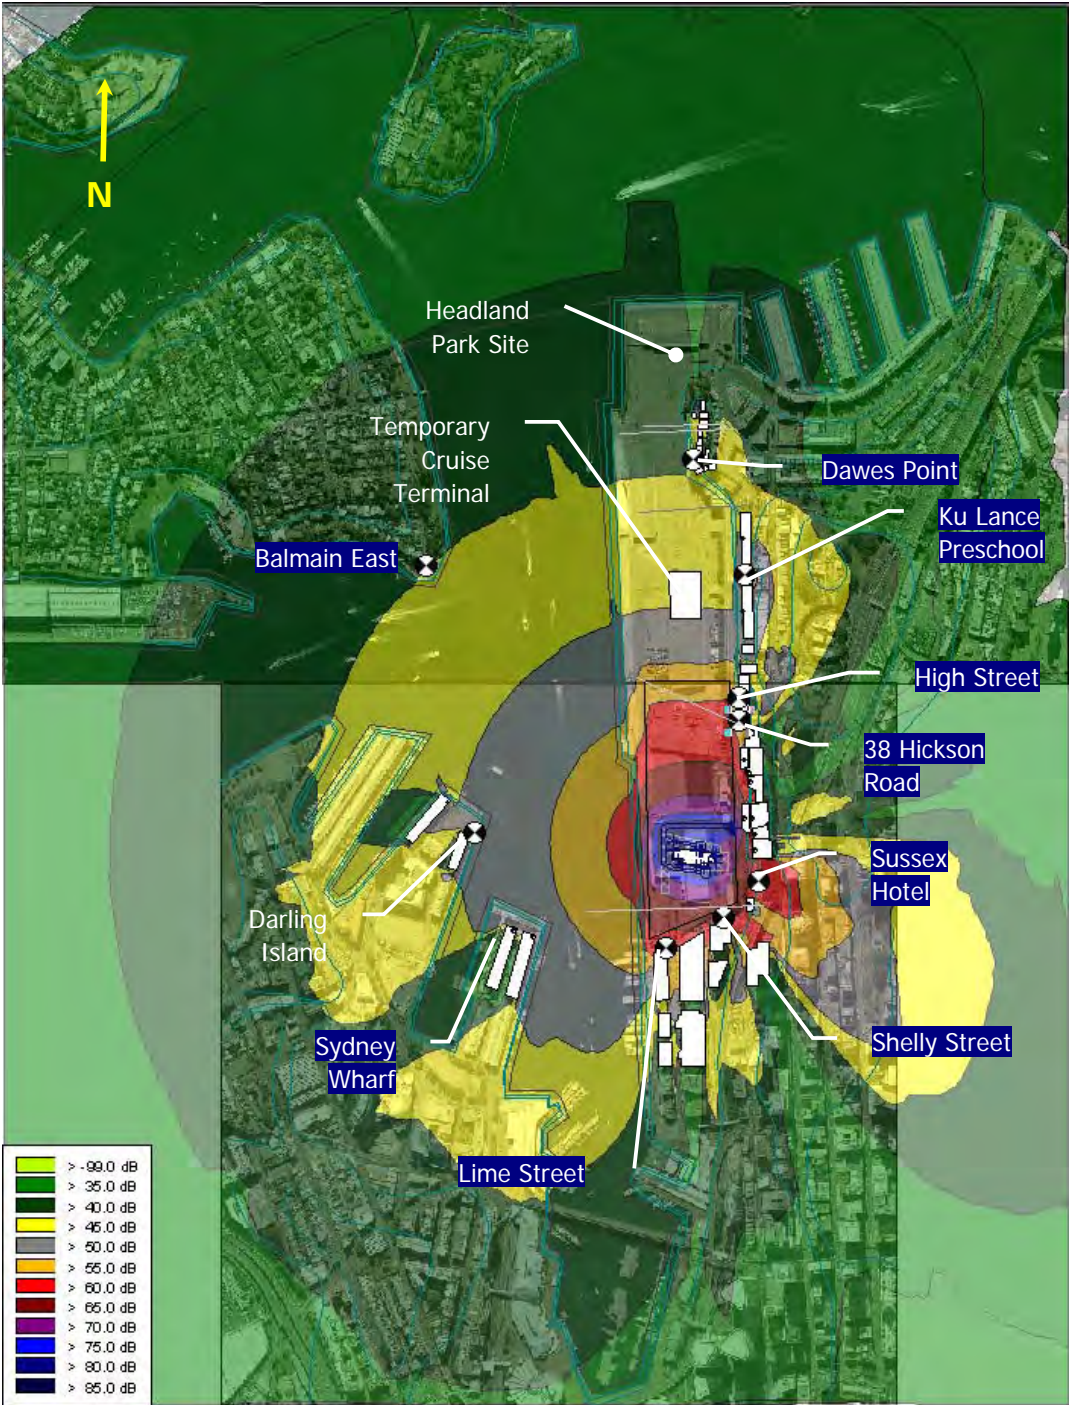 N
Headland
Park Site
Temporary
Cruise
Terminal
Dawes Point
Ku Lance
Preschool
Balmain East
High Street
38 Hickson
Road
Sussex
Hotel
Darling
Island
Sydney
Wharf
Shelly Street
Lime Street
> -99.0 dB
> 35.0 dB
> 40.0 dB
> 45.0 dB
> 50.0 dB
> 55.0 dB
> 60.0 dB
> 65.0 dB
> 70.0 dB
> 75.0 dB
> 80.0 dB
> 85.0 dB